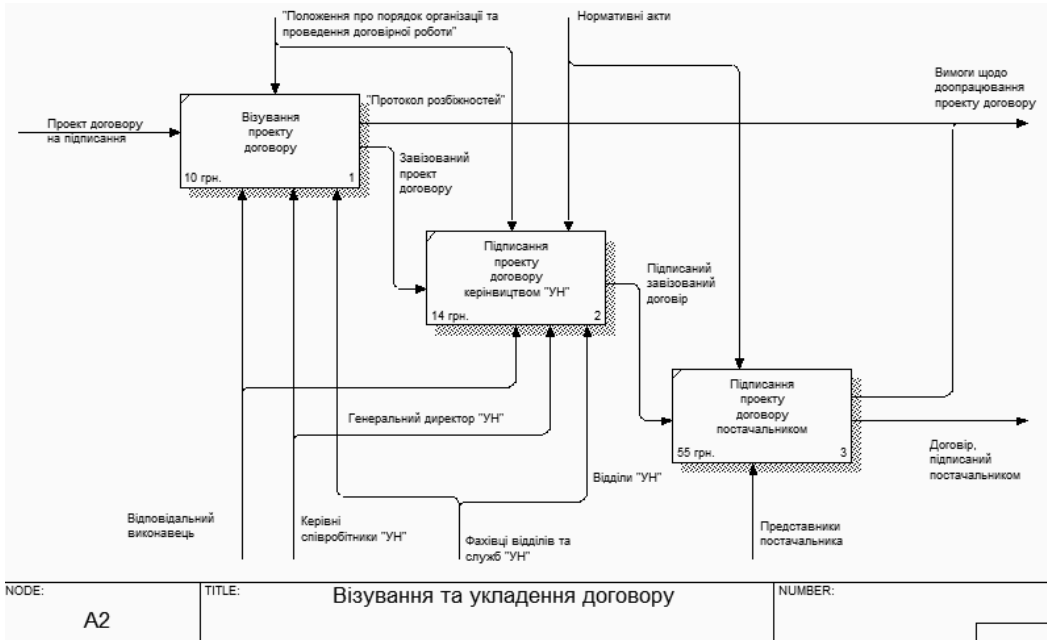 "Положення про порядок організації та
проведення договірної роботи"
Нормативні акти
Вимоги щодо
доопрацювання
проекту договору
"Протокол розбіжностей"
Візування
проекту
договору
10 грн.
1
Проект договору
на підписання
Завізований
проект
договору
Підписання
проекту
договору
керінвицтвом "УН"
14 грн.
2
Підписаний
завізований
договір
Підписання
проекту
договору
постачальником
55 грн.
3
Генеральний директор "УН"
Договір,
підписаний
постачальником
Відділи "УН"
Відповідальний
виконавець
Керівні
співробітники "УН"
Фахівці відділів та
служб "УН"
Представники
постачальника
NODE:
A2
TITLE:
Візування та укладення договору
NUMBER: